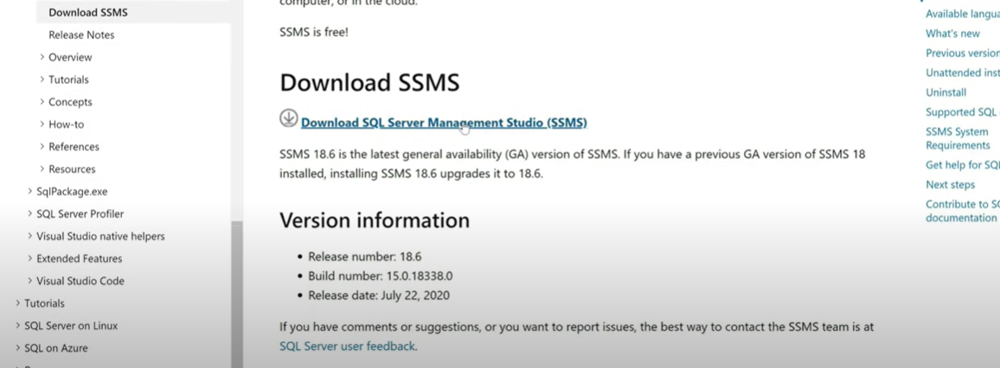 Download SSMS
Release Notes
Overview
Tutorials
Concepts
How-to
References
Resources
SqlPackage.exe
SQL Server Profiler
Visual Studio native helpers
Extended Features
Visual Studio Code
Tutorials
SQL Server on Linux
SQL on Azure
computer, or in the cloud.
SSMS is free!
Download SSMS
Download SQL Server Management Studio (SSMS)
SSMS 18.6 is the latest general availability (GA) version of SSMS. If you have a previous GA version of SSMS 18
installed, installing SSMS 18.6 upgrades it to 18.6.
Version information
• Release number: 18.6
• Build number: 15.0.18338.0
• Release date: July 22, 2020
If you have comments or suggestions, or you want to report issues, the best way to contact the SSMS team is at
SQL Server user feedback.
Available langua
What's new
Previous version
Unattended inst
Uninstall
Supported SQL
SSMS System
Requirements
Get help for SQL
Next steps
Contribute to SQ
documentation